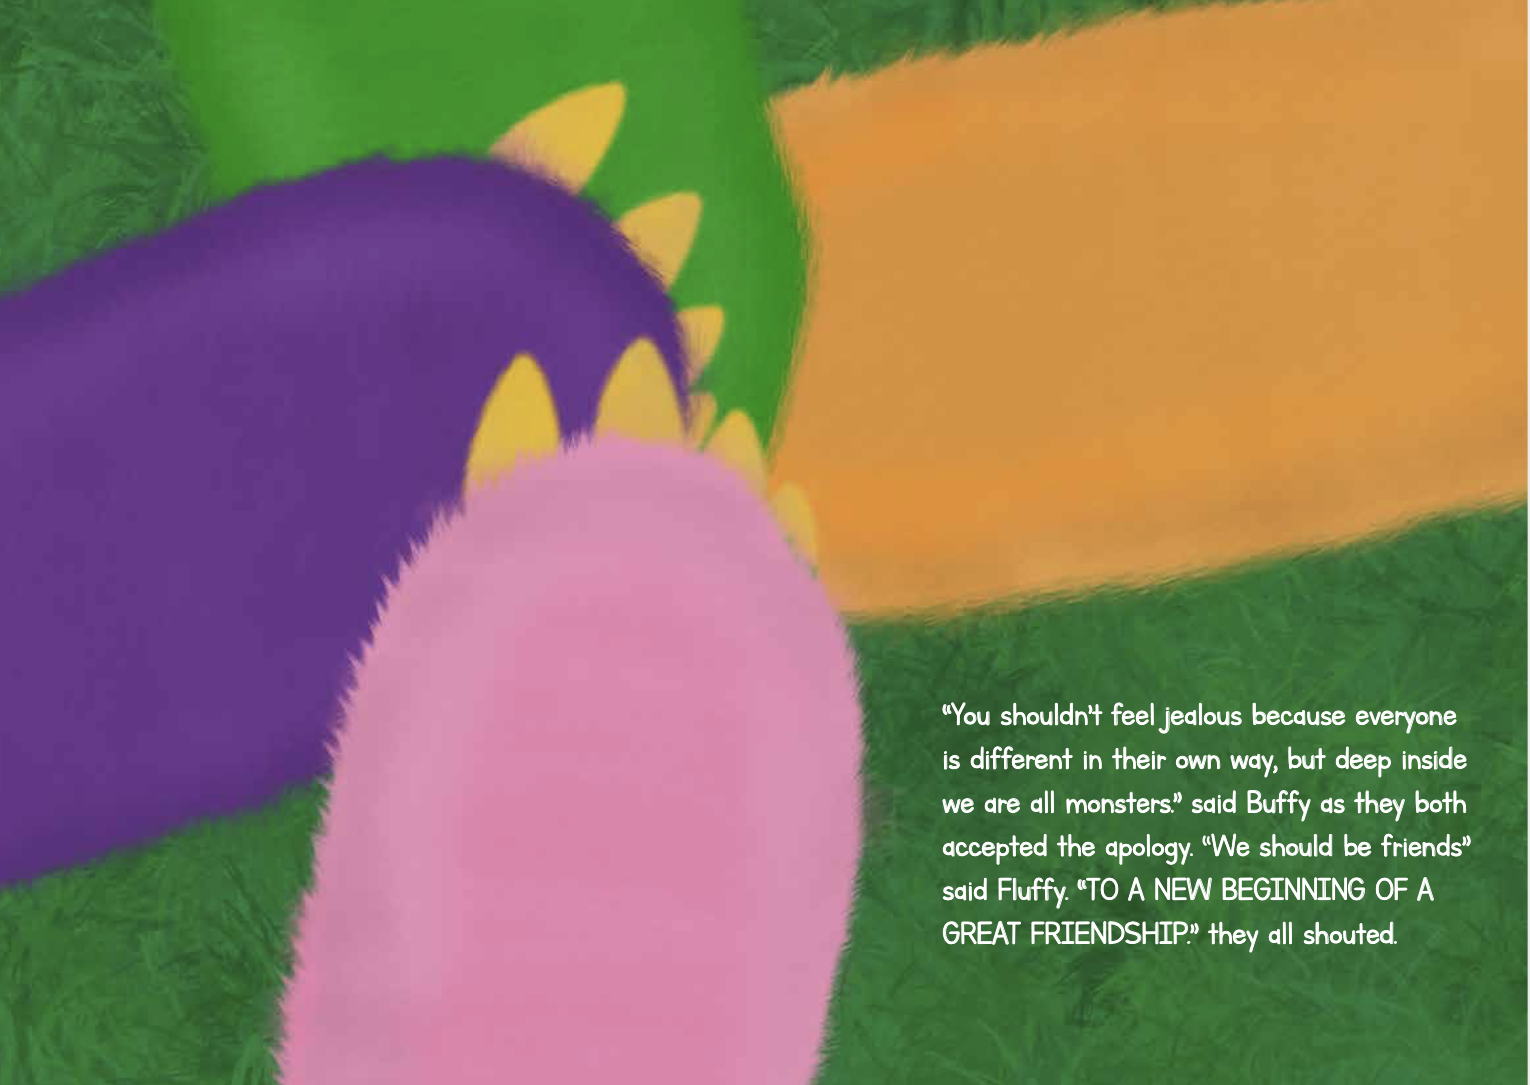 “You shouldn’t feel jealous because everyone
is different in their own way, but deep inside
we are all monsters.” said Buffy as they both
accepted the apology. “We should be friends”
said Fluffy. “TO A NEW BEGINNING OF A
GREAT FRIENDSHIP.” they all shouted.